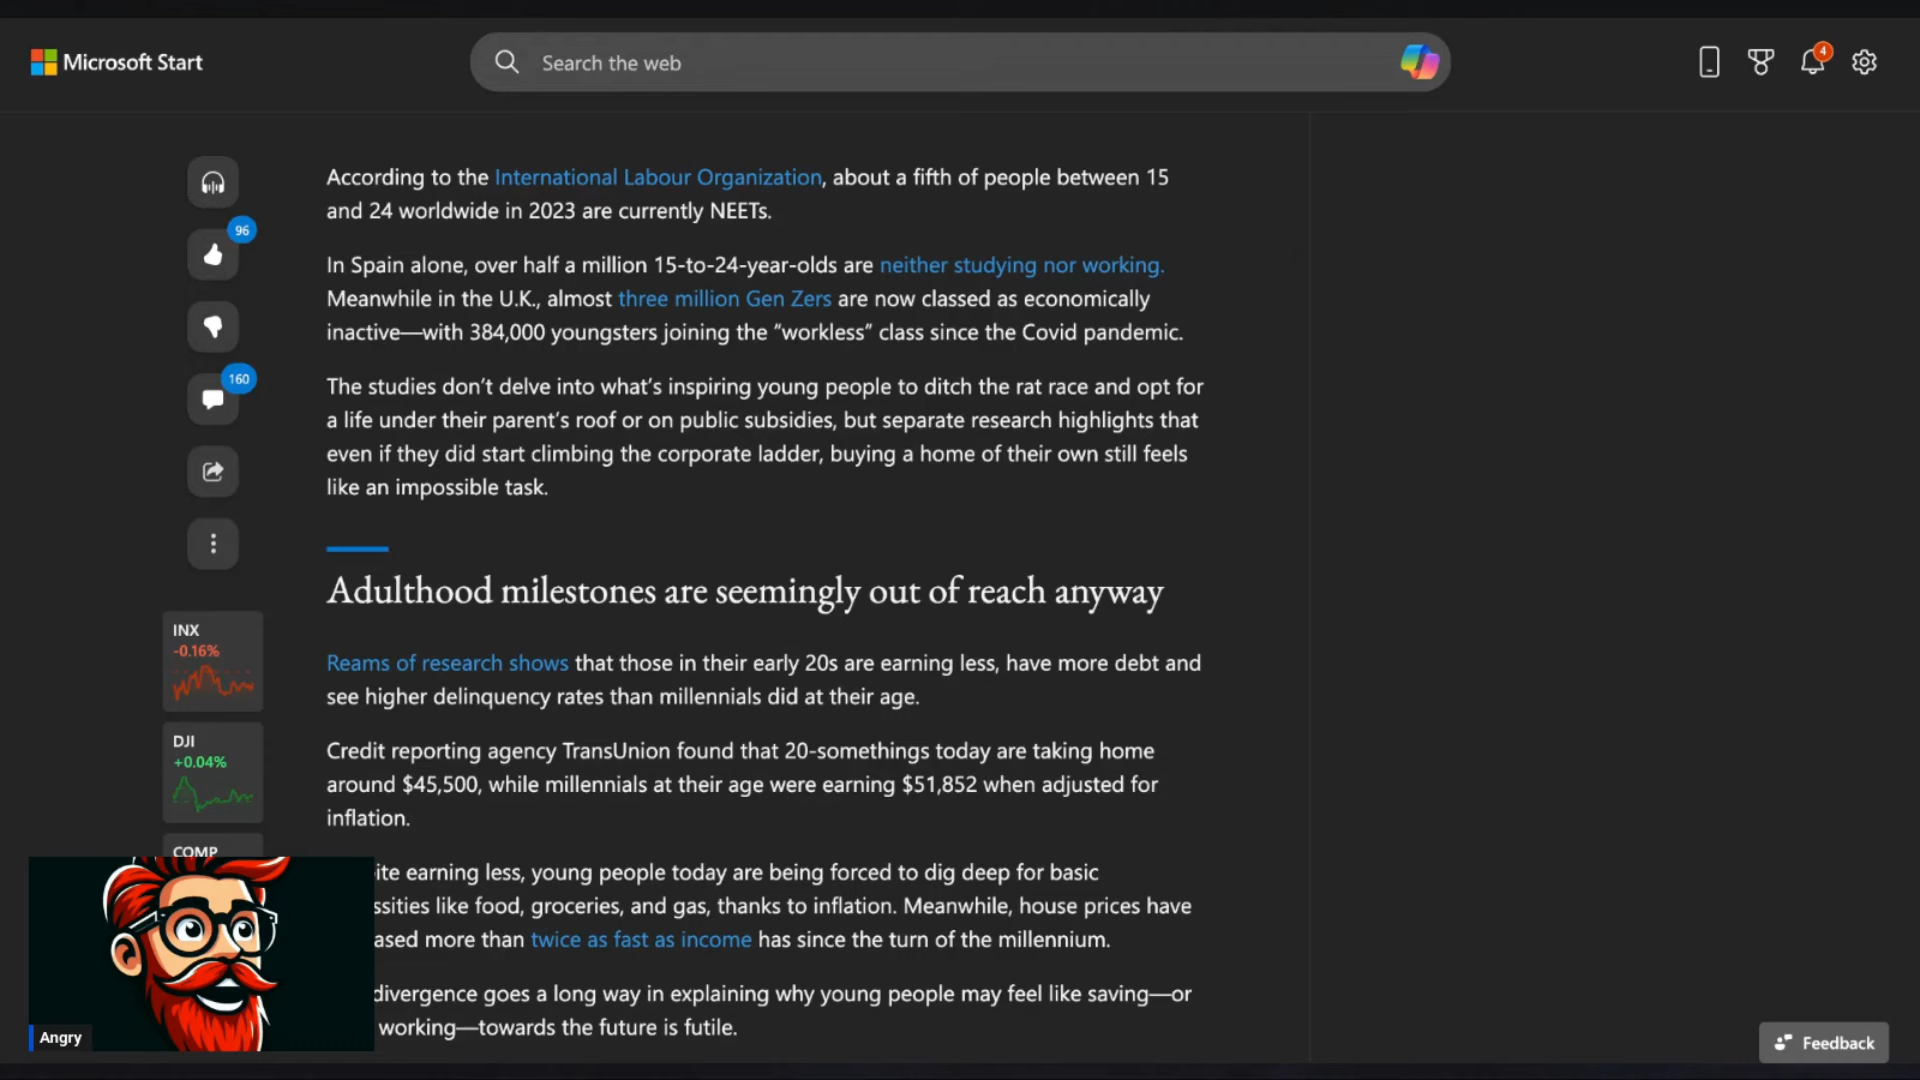 Microsoft Start
Search the web
4
According to the International Labour Organization, about a fifth of people between 15
and 24 worldwide in 2023 are currently NEETs.
96
In Spain alone, over half a million 15-to-24-year-olds are neither studying nor working.
Meanwhile in the U.K., almost three million Gen Zers are now classed as economically
inactive—with 384,000 youngsters joining the “workless” class since the Covid pandemic.
160
The studies don’t delve into what’s inspiring young people to ditch the rat race and opt for
a life under their parent’s roof or on public subsidies, but separate research highlights that
even if they did start climbing the corporate ladder, buying a home of their own still feels
like an impossible task.
Adulthood milestones are seemingly out of reach anyway
INX
-0.16%
Reams of research shows that those in their early 20s are earning less, have more debt and
see higher delinquency rates than millennials did at their age.
DJI
+0.04%
Credit reporting agency TransUnion found that 20-somethings today are taking home
around $45,500, while millennials at their age were earning $51,852 when adjusted for
inflation.
COMP
ite earning less, young people today are being forced to dig deep for basic
ssities like food, groceries, and gas, thanks to inflation. Meanwhile, house prices have
ased more than twice as fast as income has since the turn of the millennium.
divergence goes a long way in explaining why young people may feel like saving—or
working—towards the future is futile.
Angry
Feedback